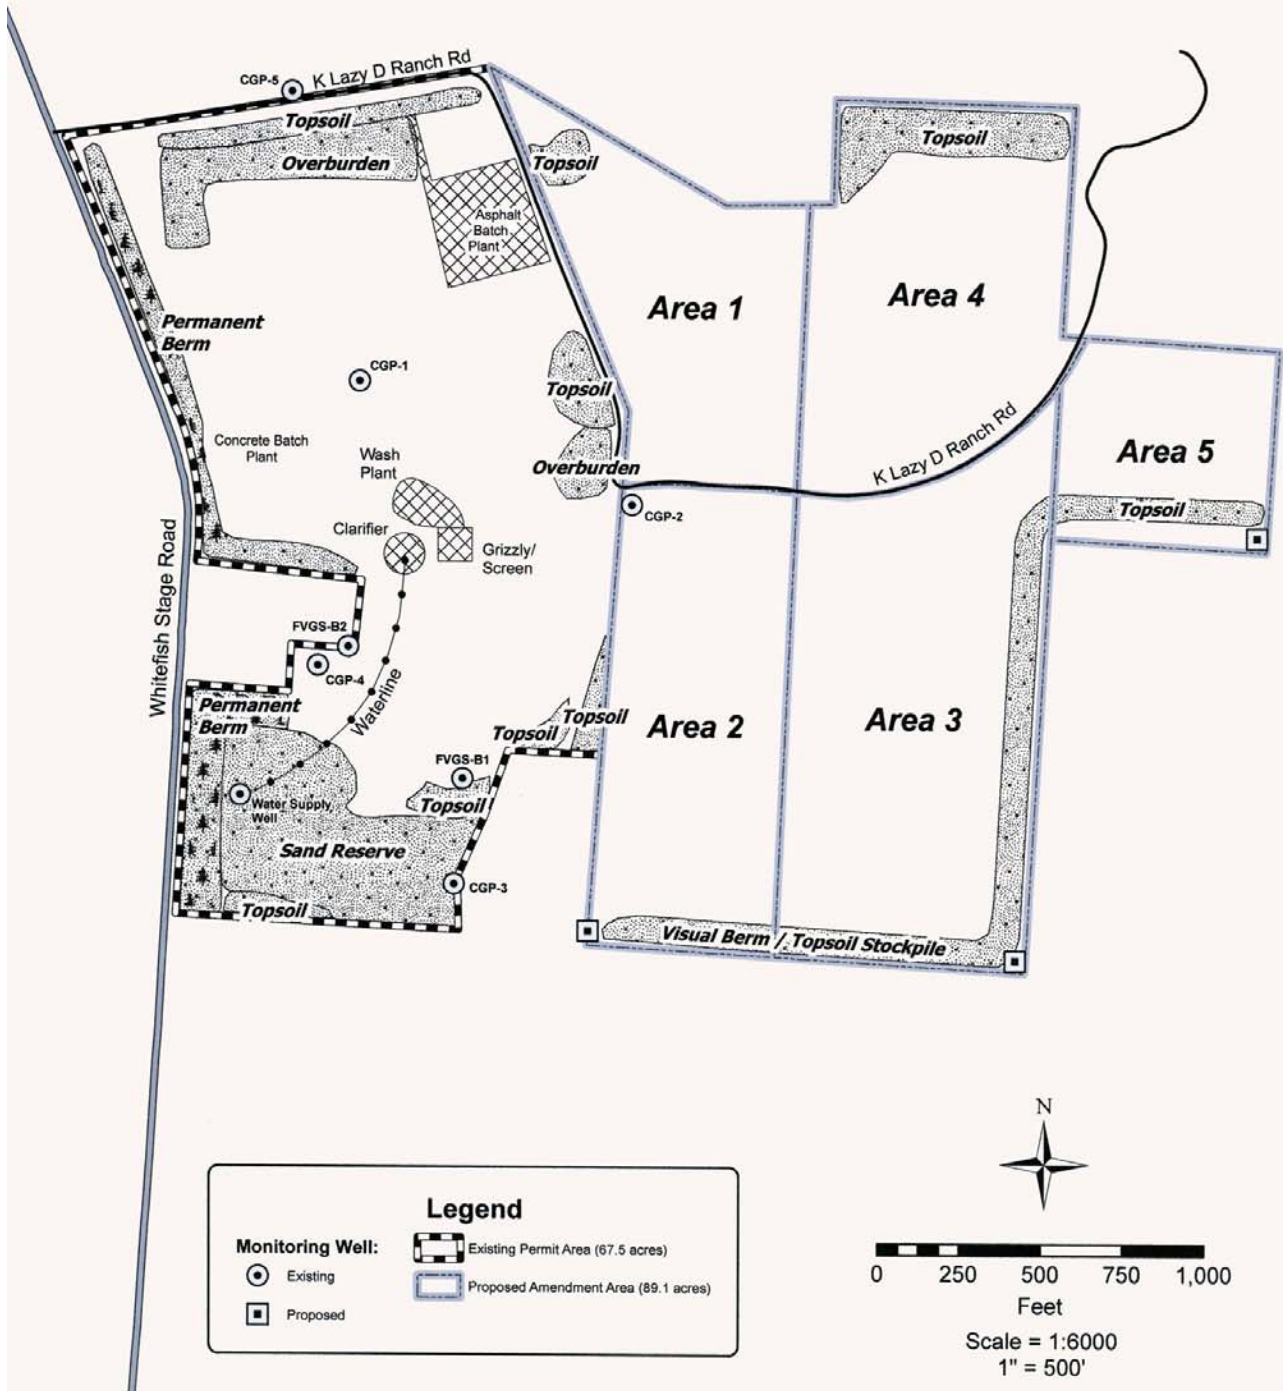 CGP-5
K Lazy D Ranch Rd
Topsoil
Overburden
Topsoil
Topsoil
Asphalt
Batch
Plant
Area 1
Area 4
Permanent
Berm
CGP-1
Topsoil
K Lazy D Ranch Rd
Area 5
Concrete Batch
Plant
Wash
Plant
Overburden
CGP-2
Topsoil
Clarifier
Grizzly/
Screen
Whitefish Stage Road
FVGS-B2
CGP-4
Waterline
Permanent
Berm
Topsoil
Topsoil
Area 2
Area 3
FVGS-B1
Topsoil
Water Supply
Well
Sand Reserve
CGP-3
Topsoil
Visual Berm / Topsoil Stockpile
N
Legend
Monitoring Well:
Existing
Proposed
Existing Permit Area (67.5 acres)
Proposed Amendment Area (89.1 acres)
0 250 500 750 1,000
Feet
Scale = 1:6000
1" = 500'